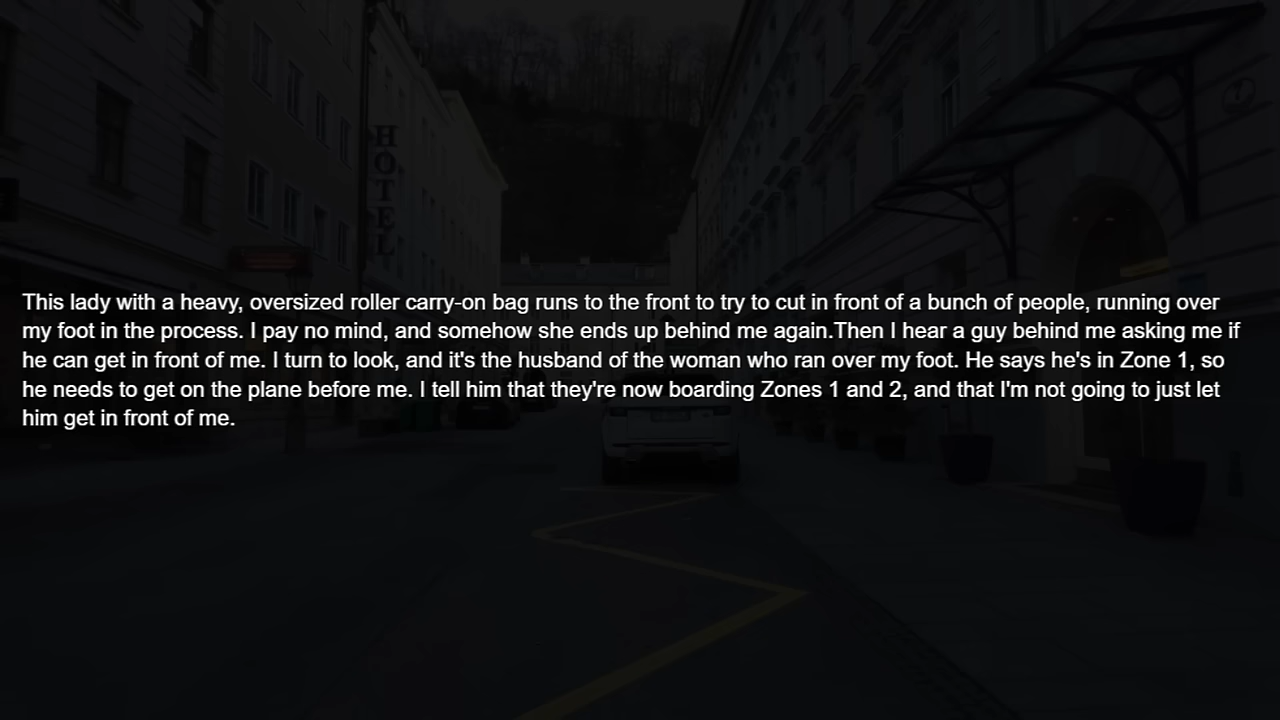 HOTEL
This lady with a heavy, oversized roller carry-on bag runs to the front to try to cut in front of a bunch of people, running over
my foot in the process. I pay no mind, and somehow she ends up behind me again.Then I hear a guy behind me asking me if
he can get in front of me. I turn to look, and it's the husband of the woman who ran over my foot. He says he's in Zone 1, so
he needs to get on the plane before me. I tell him that they're now boarding Zones 1 and 2, and that I'm not going to just let
him get in front of me.